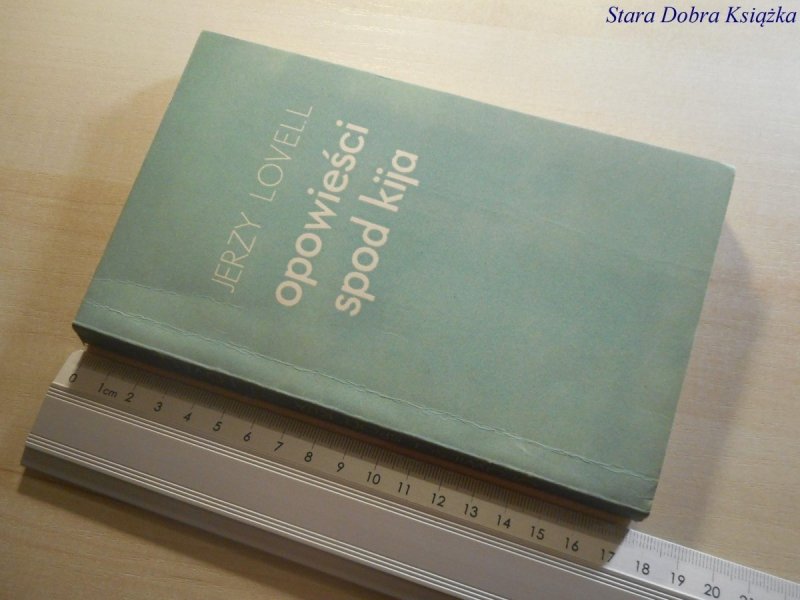 Stara Dobra Książka
JERZY LOVELL
opowieści
spod kija
0 1cm 2 3 4 5 6 7 8 9 10 11 12 13 14 15 16 17 18 19 20